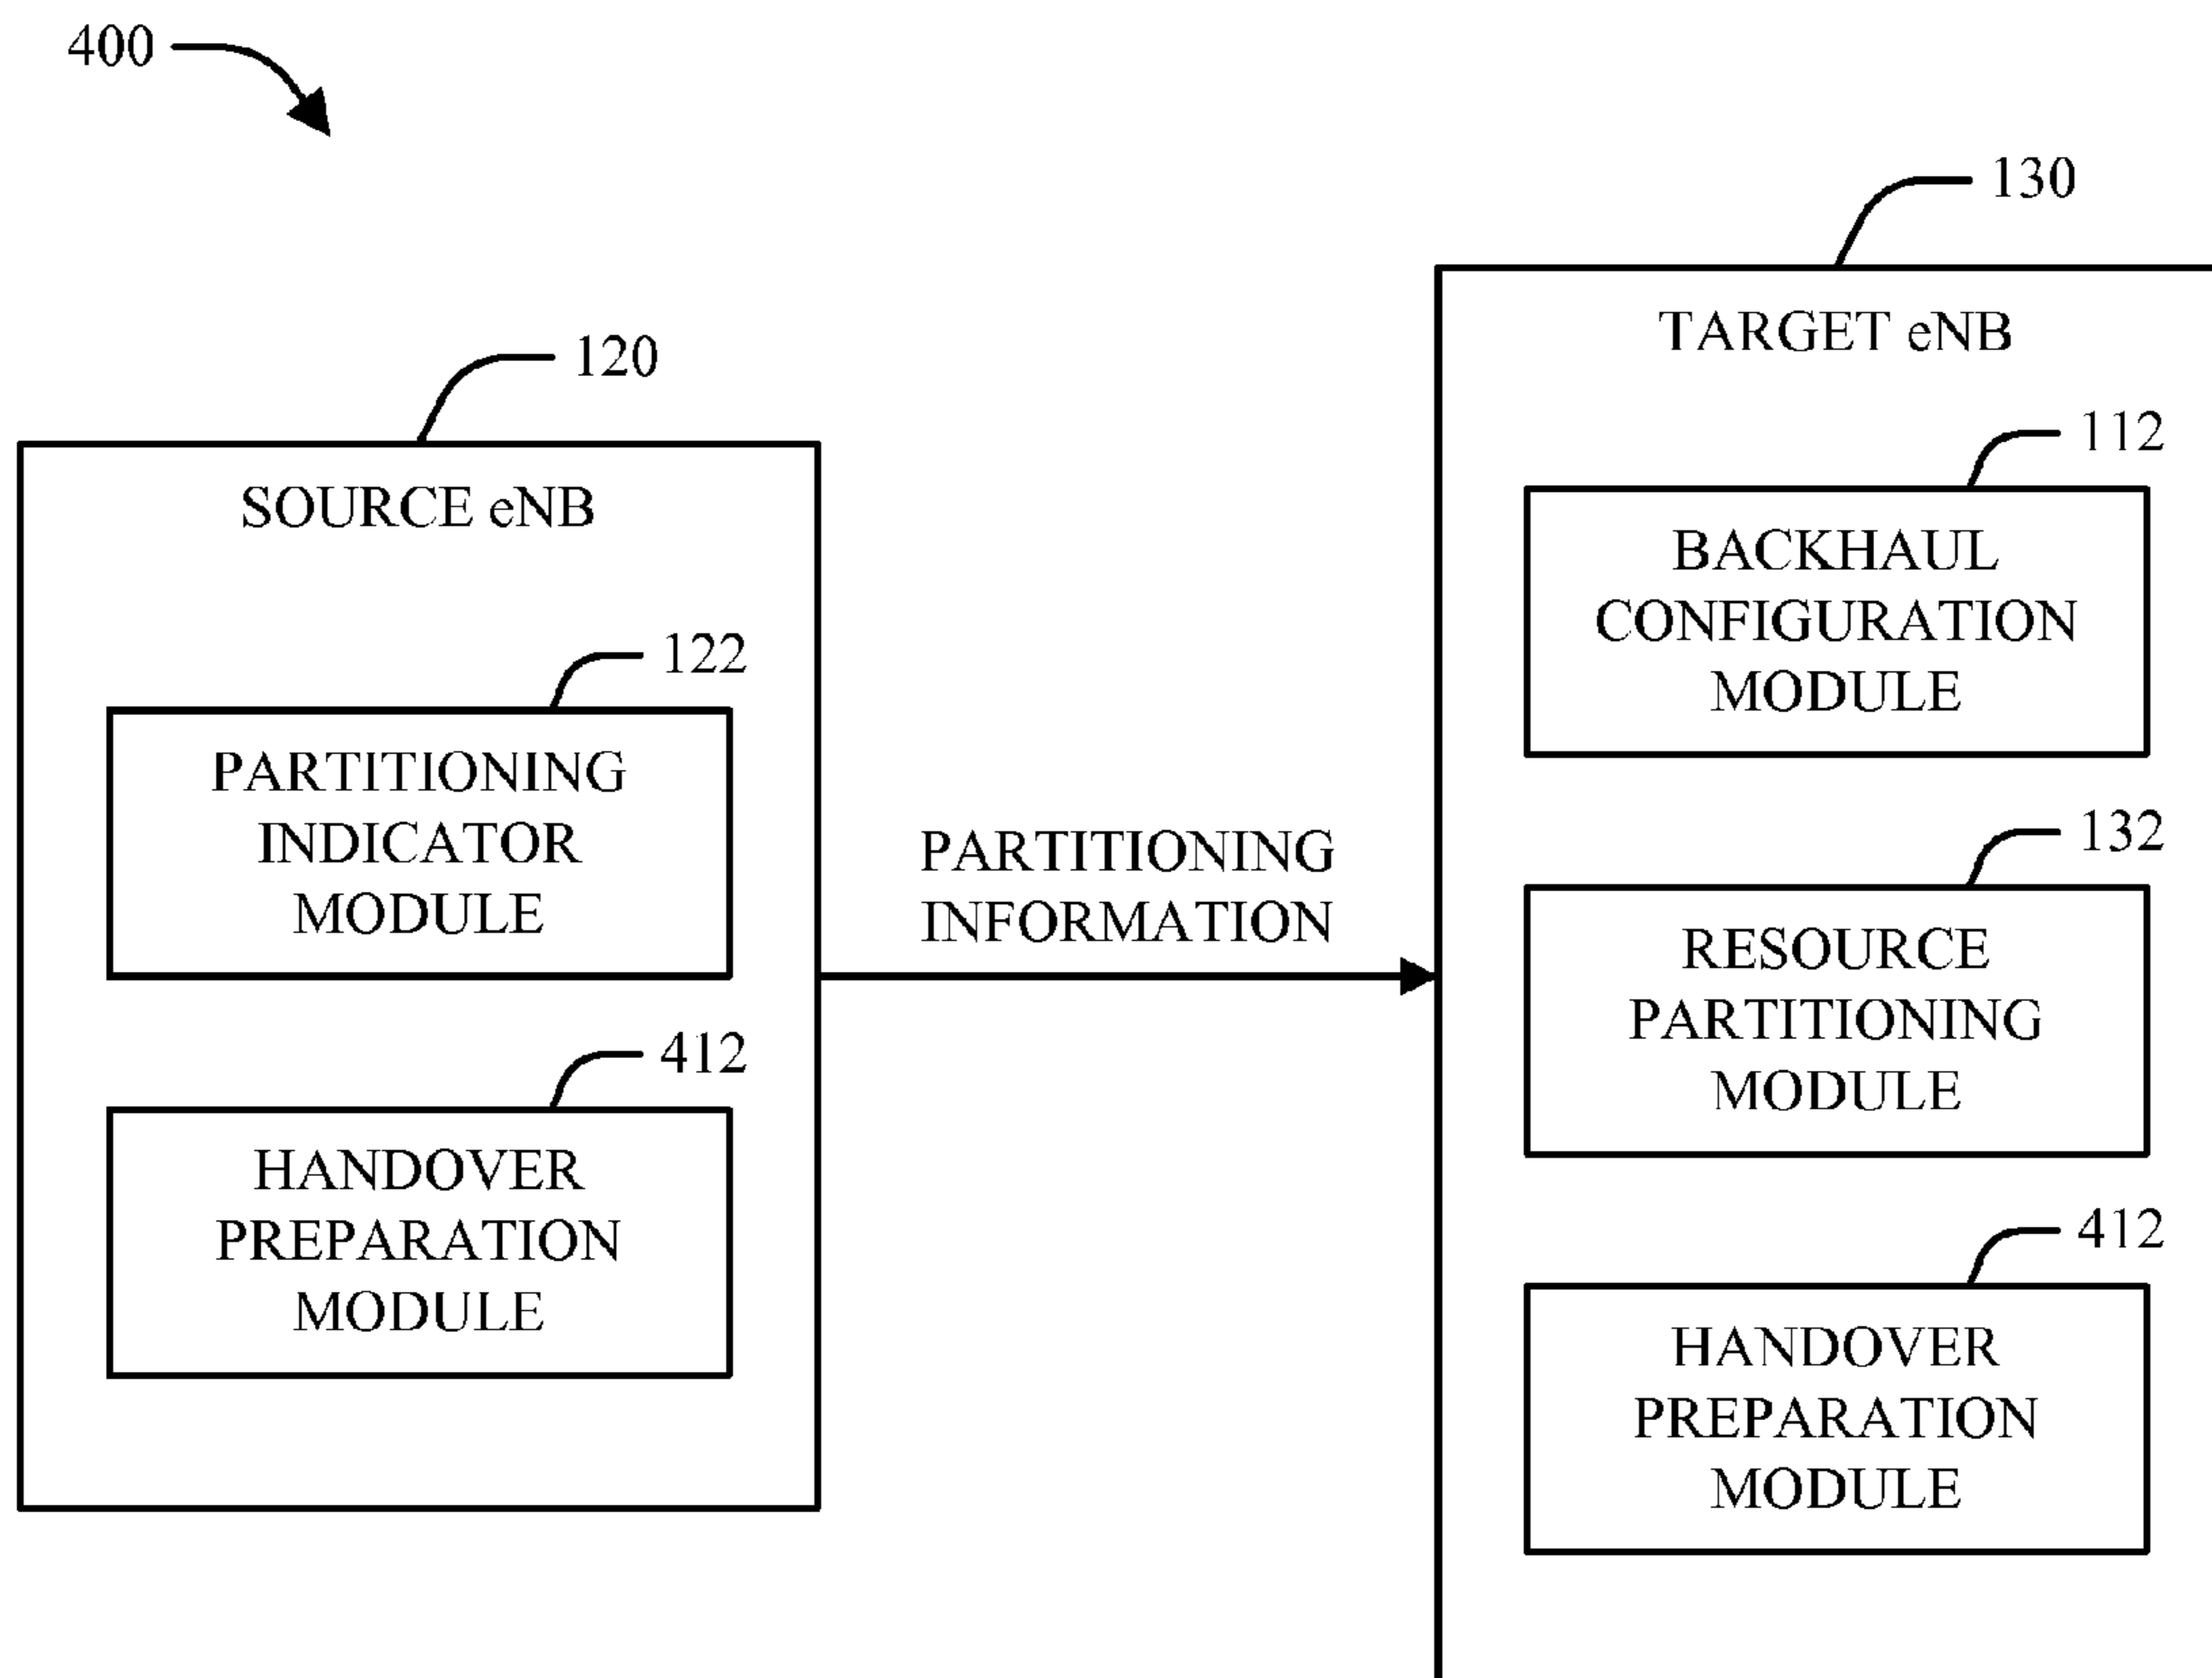 400
130
TARGET eNB
120
SOURCE eNB
112
BACKHAUL
CONFIGURATION
MODULE
122
PARTITIONING
INDICATOR
MODULE
PARTITIONING
INFORMATION
132
RESOURCE
PARTITIONING
MODULE
412
HANDOVER
PREPARATION
MODULE
412
HANDOVER
PREPARATION
MODULE